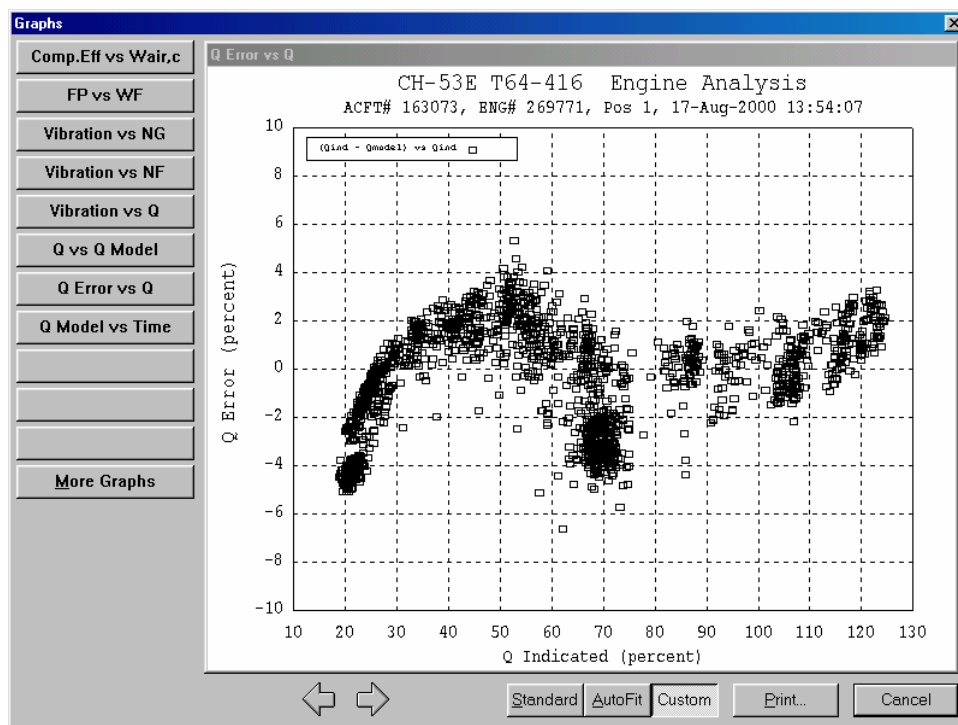 Graphs
Comp.Eff vs Wair,c
FP vs WF
Vibration vs NG
Vibration vs NF
Vibration vs Q
Q vs Q Model
Q Error vs Q
Q Model vs Time
More Graphs
Q Error vs Q
CH-53E T64-416 Engine Analysis
ACFT# 163073, ENG# 269771, Pos 1, 17-Aug-2000 13:54:07
(Qind - Qmodel) vs Qind
10
8
6
4
2
0
-2
-4
-6
-8
-10
Q Error (percent)
10 20 30 40 50 60 70 80 90 100 110 120 130
Q Indicated (percent)
Standard AutoFit Custom Print... Cancel